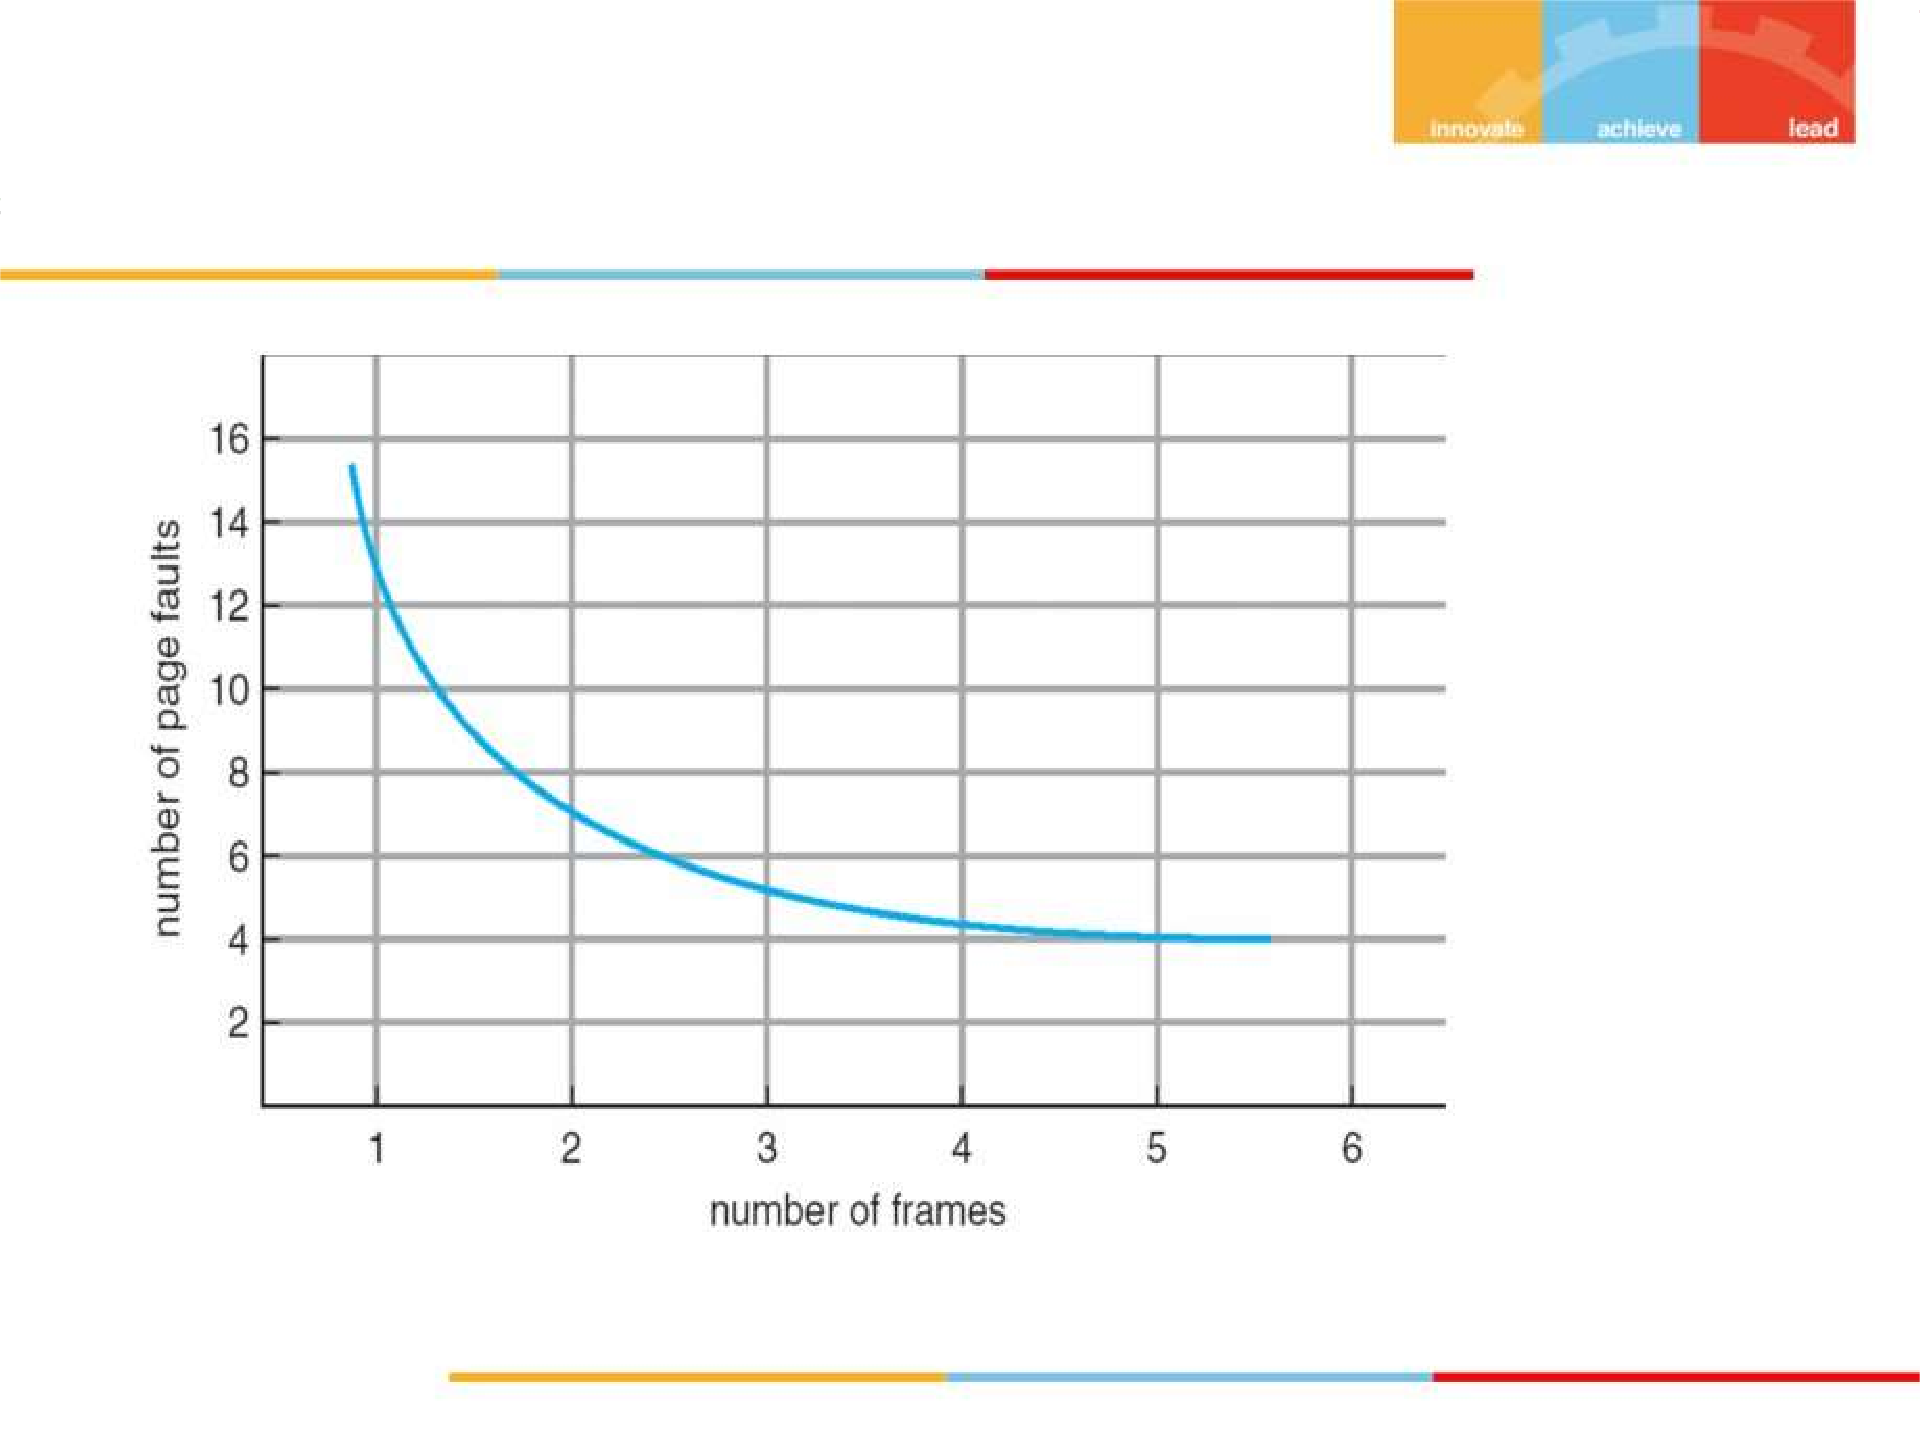 innovate achieve lead
number of page faults
16
14
12
10
8
6
4
2
1 2 3 4 5 6
number of frames